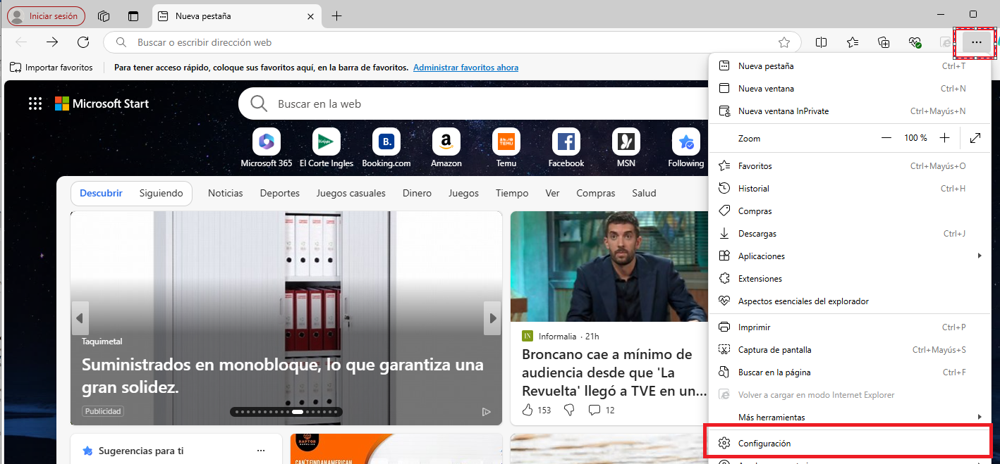 Iniciar sesión
Nueva pestaña
Buscar o escribir dirección web
Importar favoritos
Para tener acceso rápido, coloque sus favoritos aquí, en la barra de favoritos. Administrar favoritos ahora
Microsoft Start
Buscar en la web
Microsoft 365
El Corte Ingles
Booking.com
Amazon
Temu
Facebook
MSN
Following
Descubrir
Siguiendo
Noticias
Deportes
Juegos casuales
Dinero
Juegos
Tiempo
Ver
Compras
Salud
Taquimetal
Suministrados en monobloque, lo que garantiza una
gran solidez.
Publicidad
Informalia · 21h
Broncano cae a mínimo de
audiencia desde que 'La
Revuelta' llegó a TVE en un...
153
12
Sugerencias para ti
RAPTOR
SUPPLIES
CAN'T FIND AN AMERICAN
Nueva pestaña Ctrl+T
Nueva ventana Ctrl+N
Nueva ventana InPrivate Ctrl+Mayús+N
Zoom 100 %
Favoritos Ctrl+Mayús+O
Historial Ctrl+H
Compras
Descargas Ctrl+J
Aplicaciones
Extensiones
Aspectos esenciales del explorador
Imprimir Ctrl+P
Captura de pantalla Ctrl+Mayús+S
Buscar en la página Ctrl+F
Volver a cargar en modo Internet Explorer
Más herramientas
Configuración